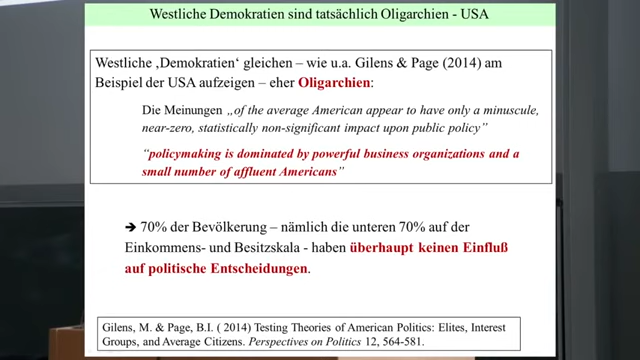 Westliche Demokratien sind tatsächlich Oligarchien - USA
Westliche ‚Demokratien‘ gleichen – wie u.a. Gilens & Page (2014) am
Beispiel der USA aufzeigen – eher Oligarchien:
Die Meinungen „of the average American appear to have only a minuscule,
near-zero, statistically non-significant impact upon public policy”
“policymaking is dominated by powerful business organizations and a
small number of affluent Americans”
➔ 70% der Bevölkerung – nämlich die unteren 70% auf der
Einkommens- und Besitzskala - haben überhaupt keinen Einfluß
auf politische Entscheidungen.
Gilens, M. & Page, B.I. ( 2014) Testing Theories of American Politics: Elites, Interest
Groups, and Average Citizens. Perspectives on Politics 12, 564-581.